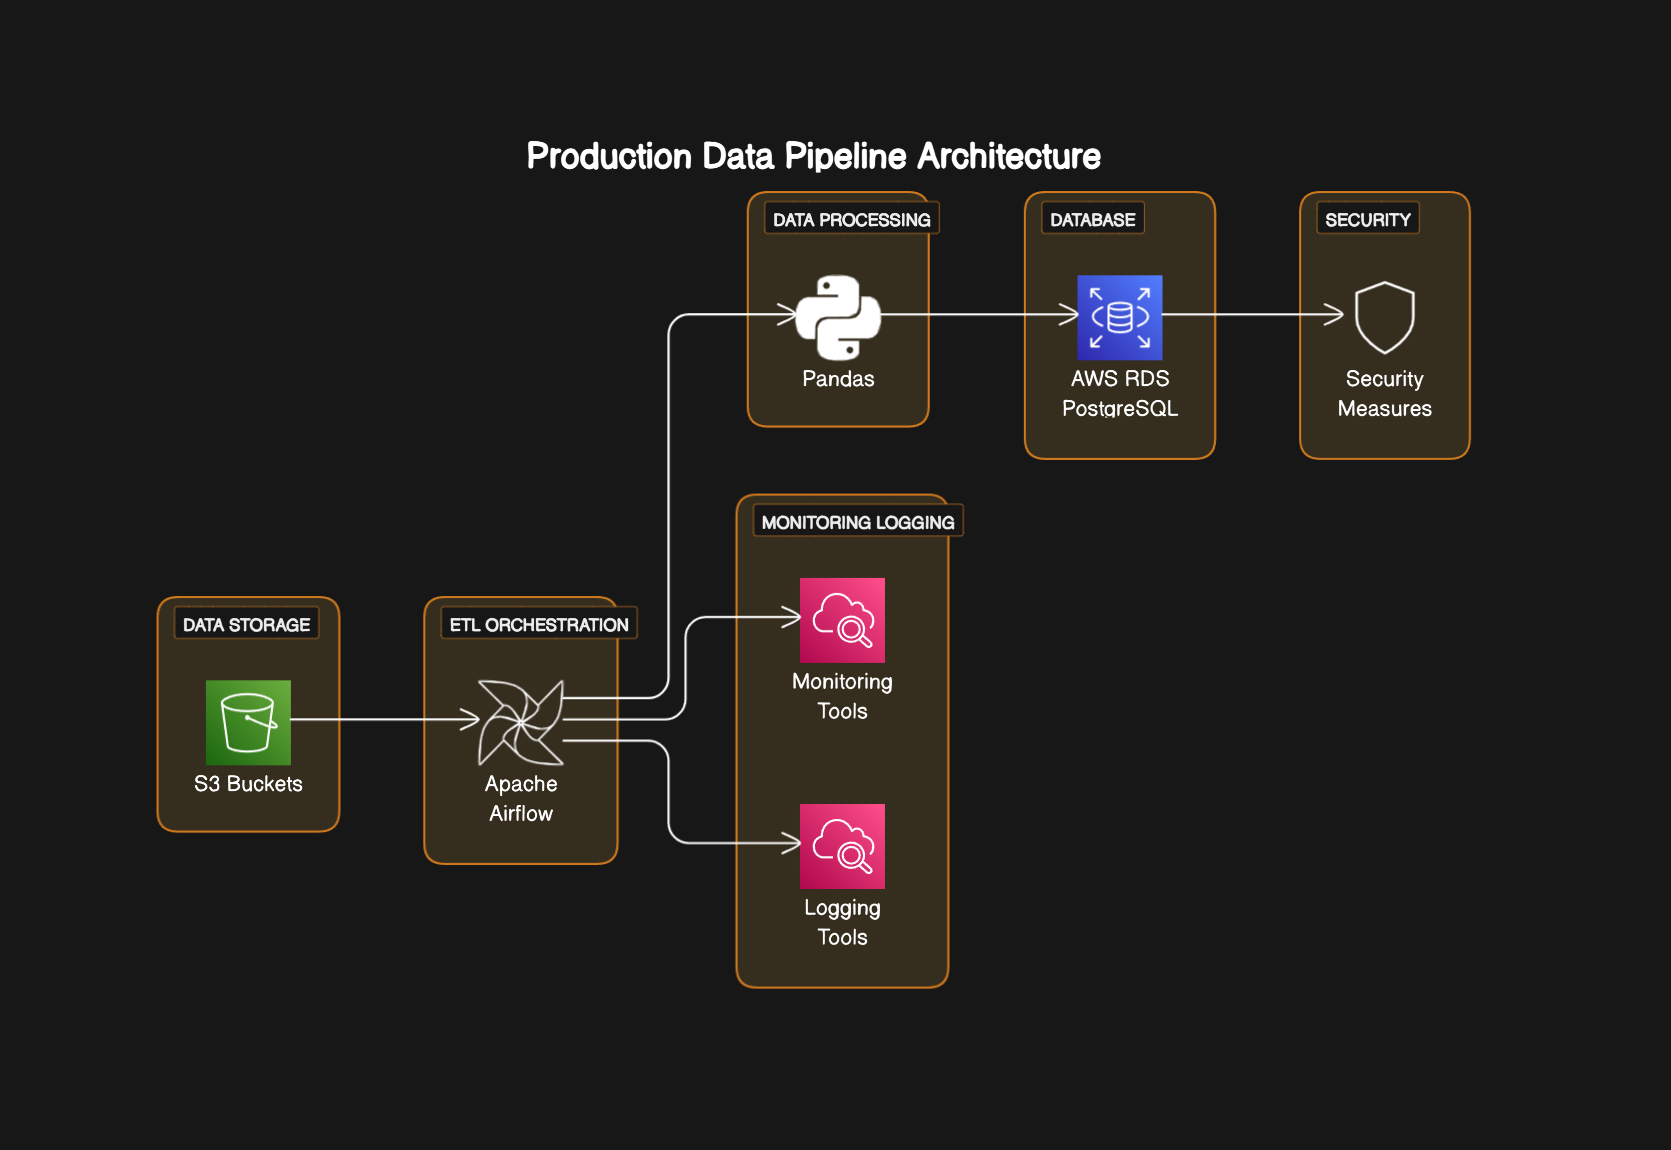 Production Data Pipeline Architecture
DATA PROCESSING
Pandas
DATABASE
AWS RDS
PostgreSQL
SECURITY
Security
Measures
MONITORING LOGGING
Monitoring
Tools
Logging
Tools
DATA STORAGE
S3 Buckets
ETL ORCHESTRATION
Apache
Airflow